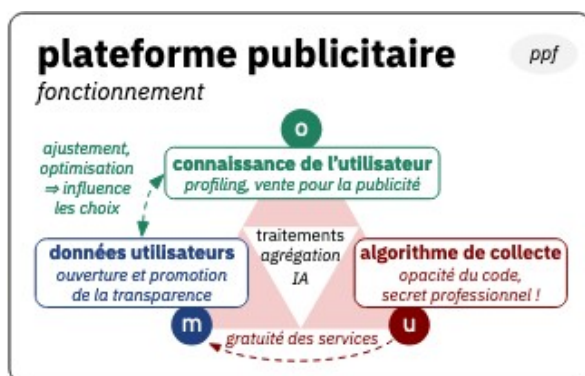 plateforme publicitaire
ppf
fonctionnement
o
ajustement,
optimisation
⇒ influence
les choix
connaissance de l'utilisateur
profiling, vente pour la publicité
données utilisateurs
ouverture et promotion
de la transparence
traitements
agrégation
IA
algorithme de collecte
opacité du code,
secret professionnel !
m
gratuité des services
u